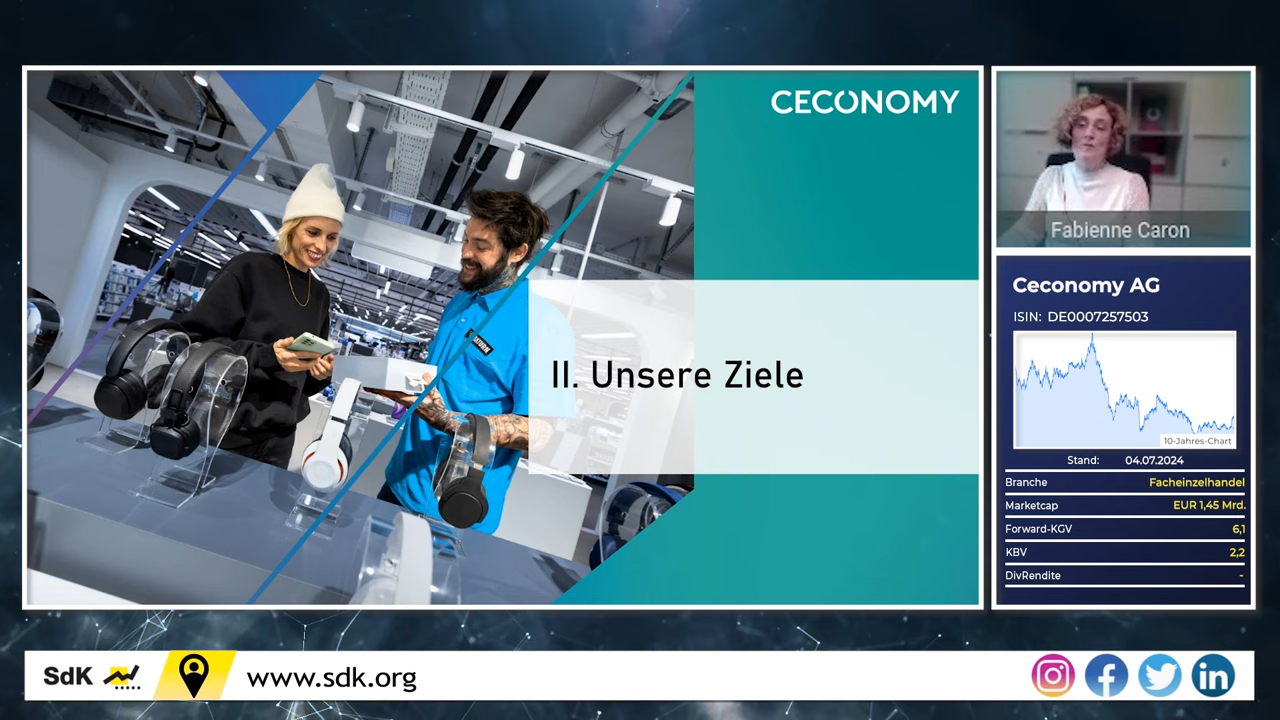 CECONOMY
II. Unsere Ziele
SATURN
Fabienne Caron
Ceconomy AG
ISIN: DE0007257503
10-Jahres-Chart
Stand: 04.07.2024
Branche Facheinzelhandel
Marketcap EUR 1,45 Mrd.
Forward-KGV 6,1
KBV 2,2
DivRendite -
SdK
www.sdk.org